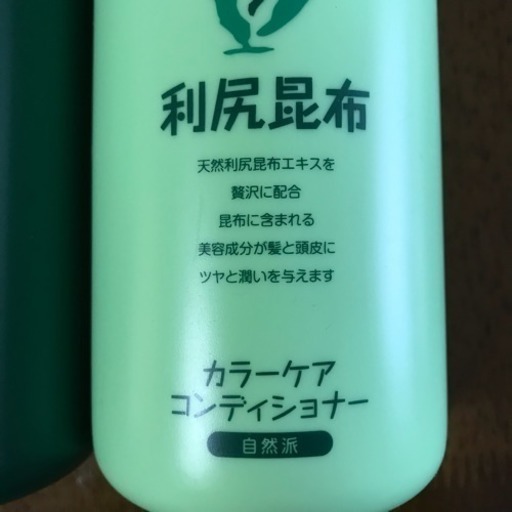 利尻昆布
天然利尻昆布エキスを
贅沢に配合
昆布に含まれる
美容成分が髪と頭皮に
ツヤと潤いを与えます
カラーケア
コンディショナー
自然派